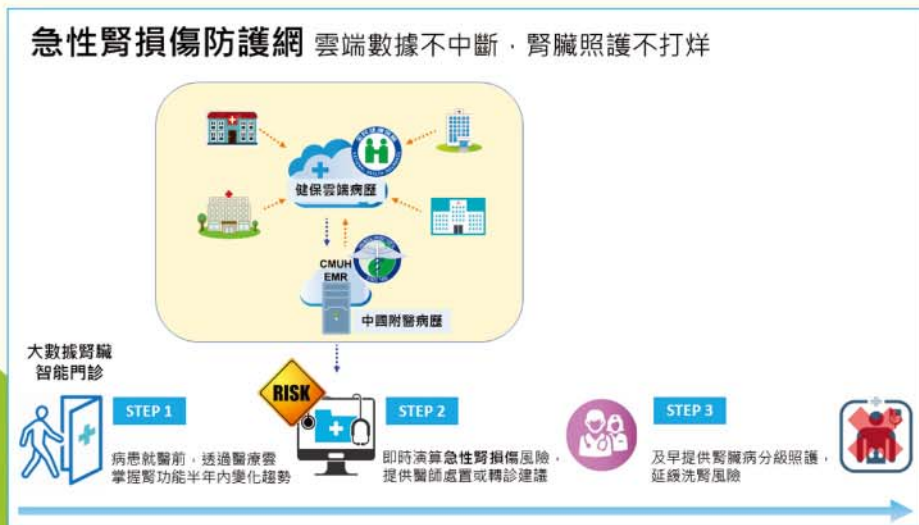 急性腎損傷防護網 雲端數據不中斷，腎臟照護不打烊
健保雲端病歷
CMUH
EMR
中國附醫病歷
大數據腎臟
智能門診
STEP 1
病患就醫前，透過醫療雲
掌握腎功能半年內變化趨勢
RISK
STEP 2
即時演算急性腎損傷風險，
提供醫師處置或轉診建議
STEP 3
及早提供腎臟病分級照護，
延緩洗腎風險